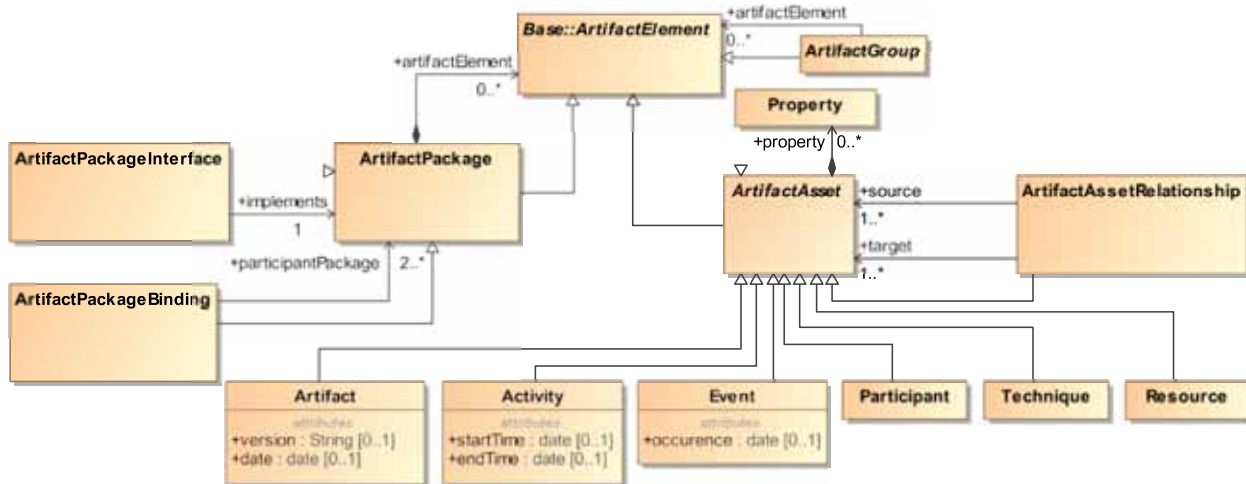 +artifactElement
Base::ArtifactElement
0..*
ArtifactGroup
+artifactElement
0..*
Property
+property 0..*
ArtifactPackageInterface
ArtifactPackage
+implements
1
ArtifactAsset
+source
1..*
ArtifactAssetRelationship
+target
1..*
+participantPackage 2..*
ArtifactPackageBinding
Artifact
attributes
+version : String [0..1]
+date : date [0..1]
Activity
attributes
+startTime : date [0..1]
+endTime : date [0..1]
Event
attributes
+occurence : date [0..1]
Participant
Technique
Resource